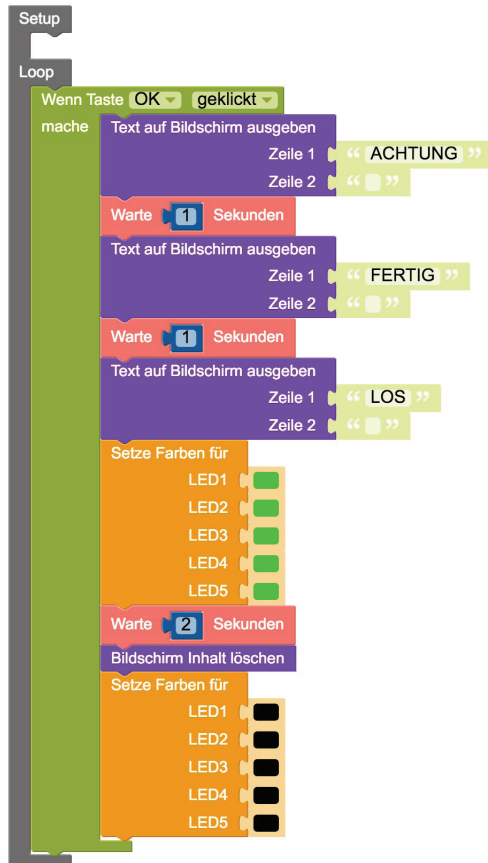 Setup
Loop
Wenn Taste OK geklickt
mache Text auf Bildschirm ausgeben
Zeile 1 “ ACHTUNG ”
Zeile 2 “ ”
Warte 1 Sekunden
Text auf Bildschirm ausgeben
Zeile 1 “ FERTIG ”
Zeile 2 “ ”
Warte 1 Sekunden
Text auf Bildschirm ausgeben
Zeile 1 “ LOS ”
Zeile 2 “ ”
Setze Farben für
LED1
LED2
LED3
LED4
LED5
Warte 2 Sekunden
Bildschirm Inhalt löschen
Setze Farben für
LED1
LED2
LED3
LED4
LED5